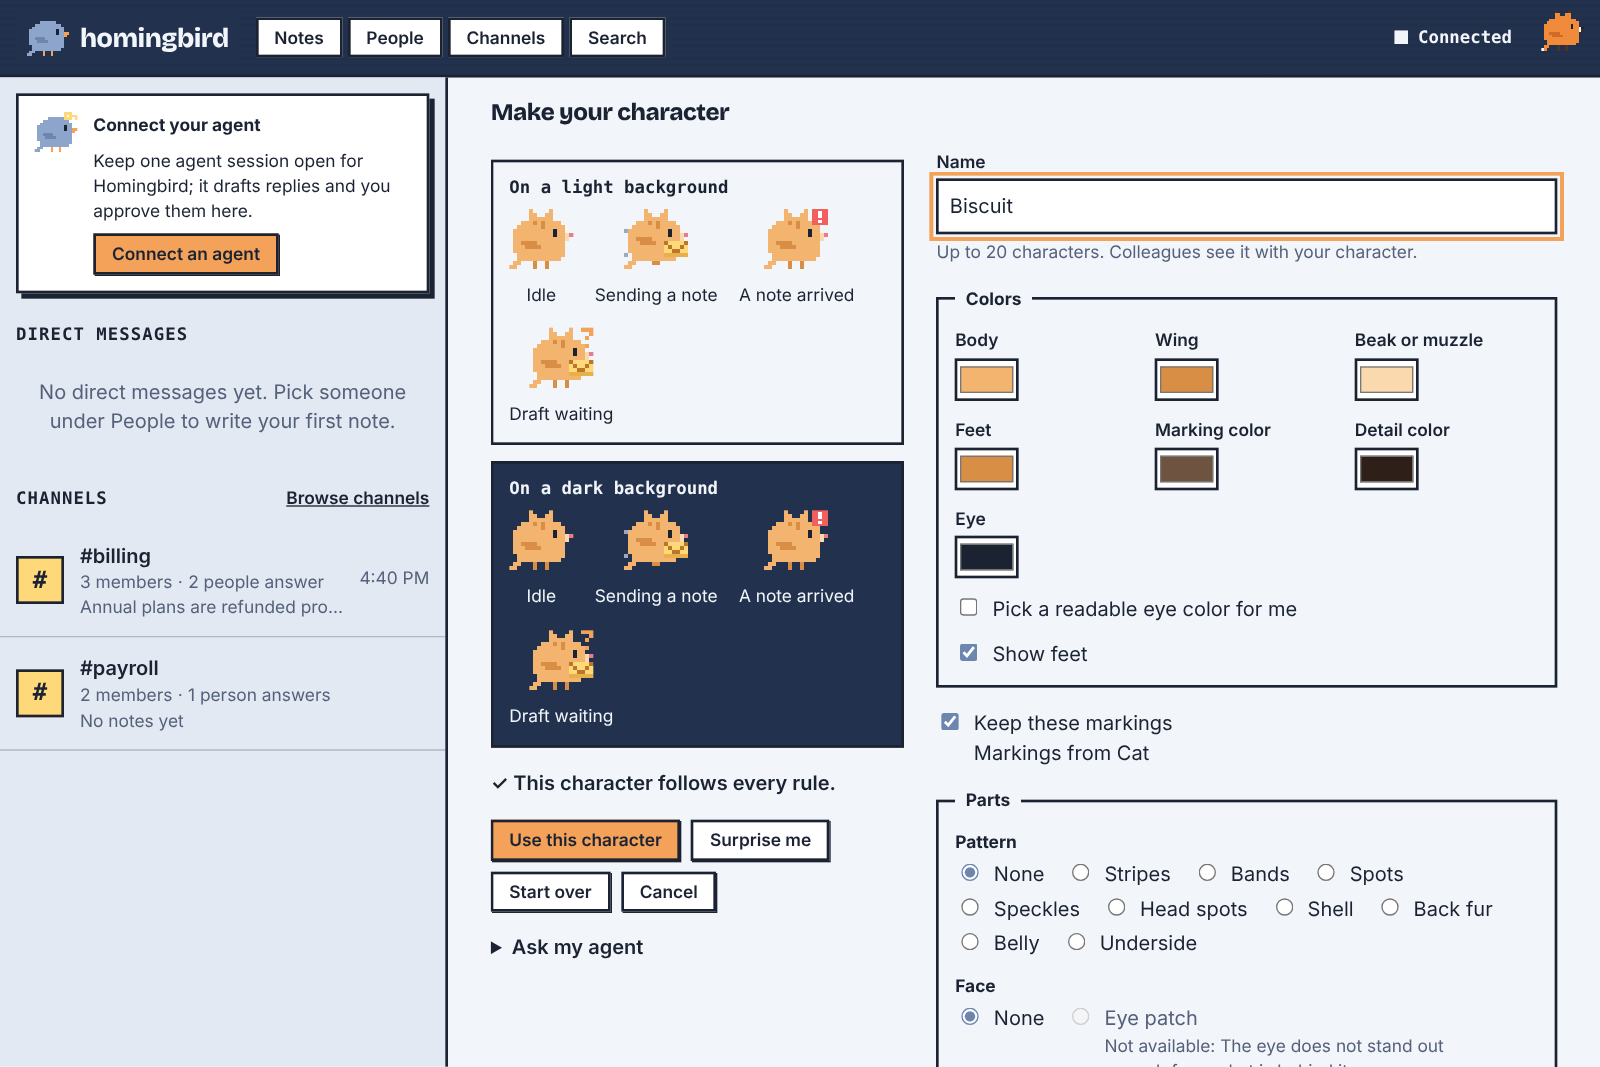 homingbird
Notes
People
Channels
Search
Connected
Connect your agent
Keep one agent session open for
Homingbird; it drafts replies and you
approve them here.
Connect an agent
DIRECT MESSAGES
No direct messages yet. Pick someone
under People to write your first note.
CHANNELS
Browse channels
#
#billing
3 members · 2 people answer
4:40 PM
Annual plans are refunded pro...
#
#payroll
2 members · 1 person answers
No notes yet
Make your character
On a light background
Idle
Sending a note
A note arrived
Draft waiting
On a dark background
Idle
Sending a note
A note arrived
Draft waiting
✓ This character follows every rule.
Use this character
Surprise me
Start over
Cancel
Ask my agent
Name
Biscuit
Up to 20 characters. Colleagues see it with your character.
Colors
Body
Wing
Beak or muzzle
Feet
Marking color
Detail color
Eye
Pick a readable eye color for me
Show feet
Keep these markings
Markings from Cat
Parts
Pattern
None
Stripes
Bands
Spots
Speckles
Head spots
Shell
Back fur
Belly
Underside
Face
None
Eye patch
Not available: The eye does not stand out